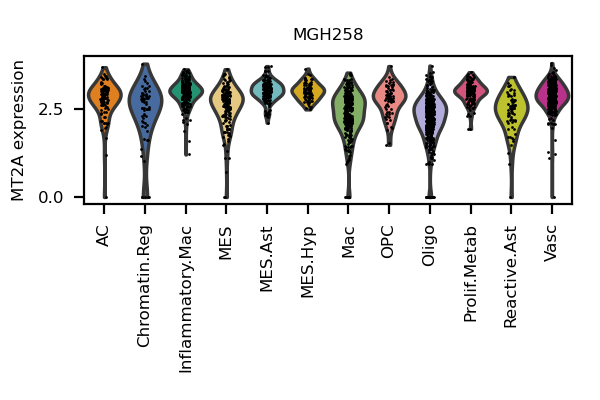 MGH258
MT2A expression
2.5
0.0
AC
Chromatin.Reg
Inflammatory.Mac
MES
MES.Ast
MES.Hyp
Mac
OPC
Oligo
Prolif.Metab
Reactive.Ast
Vasc